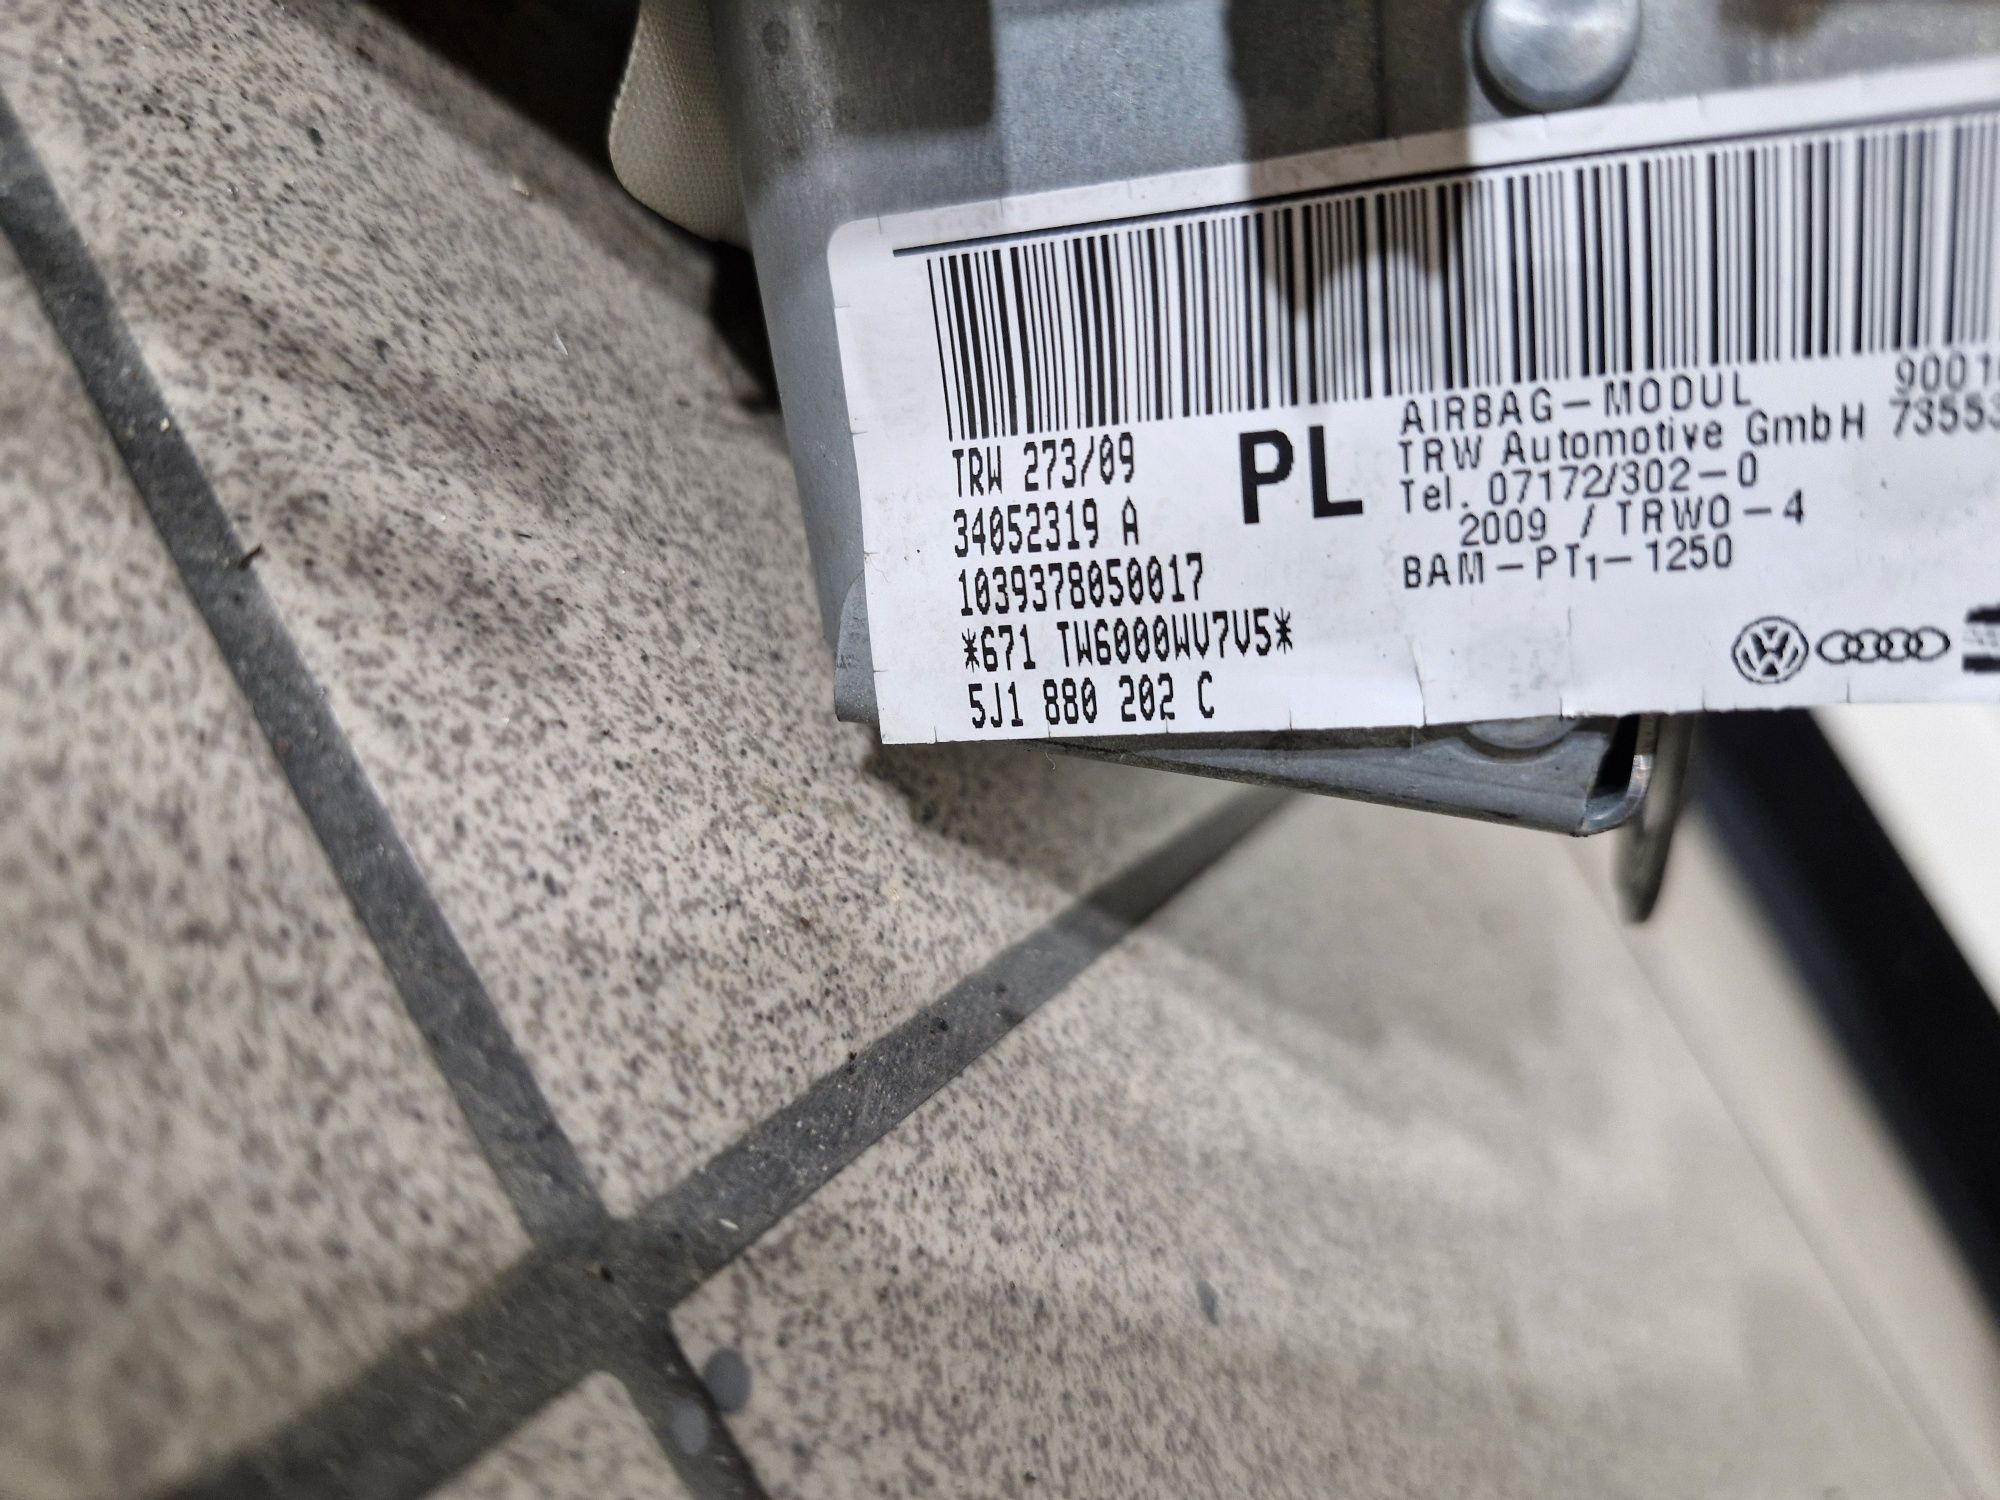 TRW 273/09
34052319 A
1039378050017
*671 TW6000WV7V5*
5J1 880 202 C
PL
AIRBAG-MODUL
TRW Automotive GmbH
Tel. 07172/302-0
2009 / TRWO-4
BAM-PT1-1250